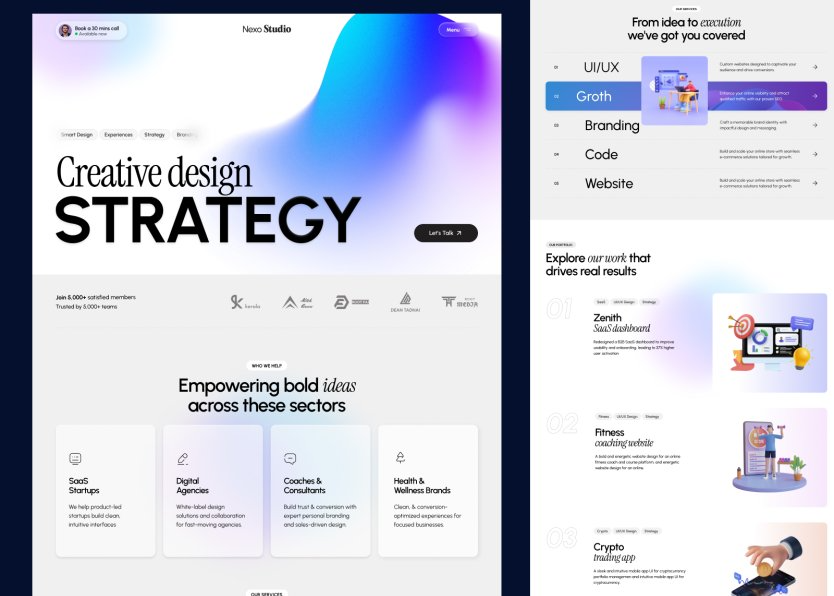 Book a 30 mins call
Available now
Nexo Studio
Menu
Smart Design
Experiences
Strategy
Branding
Creative design
STRATEGY
Let's Talk
Join 5,000+ satisfied members
Trusted by 5,000+ teams
kerola
DEAN TAOWAI
WHO WE HELP
Empowering bold ideas
across these sectors
SaaS
Startups
We help product-led
startups build clean,
intuitive interfaces
Digital
Agencies
White-label design
solutions and collaboration
for fast-moving agencies.
Coaches &
Consultants
Build trust & conversion with
expert personal branding
and sales-driven design.
Health &
Wellness Brands
Clean, & conversion-
optimized experiences for
focused businesses.
OUR SERVICES
OUR SERVICES
From idea to execution
we've got you covered
01
UI/UX
Custom websites designed to captivate your
audience and drive conversions.
02
Groth
Enhance your online visibility and attract
qualified traffic with our proven SEO.
03
Branding
Craft a memorable brand identity with
impactful design and messaging.
04
Code
Build and scale your online store with seamless
e-commerce solutions tailored for growth.
05
Website
Build and scale your online store with seamless
e-commerce solutions tailored for growth.
OUR PORTFOLIO
Explore our work that
drives real results
01
SaaS
UI/UX Design
Strategy
Zenith
SaaS dashboard
Redesigned a B2B SaaS dashboard to improve
usability and onboarding, leading to 37% higher
user activation
02
Fitness
UI/UX Design
Strategy
Fitness
coaching website
A bold and energetic website design for an online
fitness coach and course platform. and energetic
website design for an online.
03
Crypto
UI/UX Design
Strategy
Crypto
trading app
A sleek and intuitive mobile app UI for cryptocurrency
portfolio management and intuitive mobile app UI for
cryptocurrency.